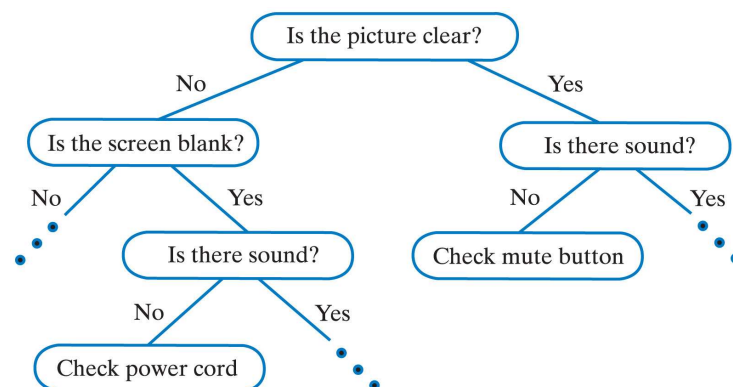 Is the picture clear?
No
Yes
Is the screen blank?
Is there sound?
No
Yes
No
Yes
Is there sound?
Check mute button
No
Yes
Check power cord